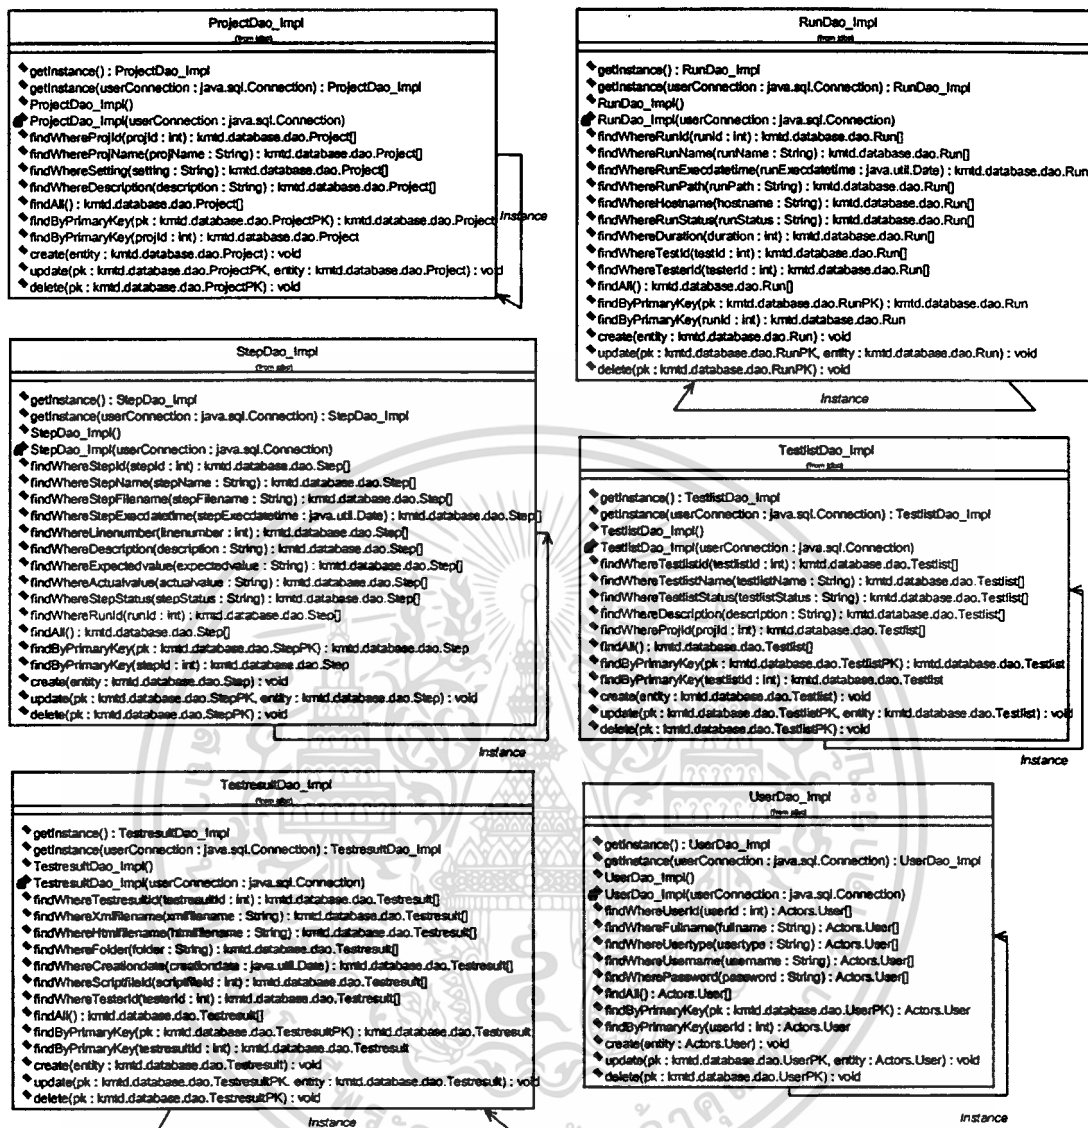 ProjectDao_Impl
(from jdbc)
getInstance() : ProjectDao_Impl
getInstance(userConnection : java.sql.Connection) : ProjectDao_Impl
ProjectDao_Impl()
ProjectDao_Impl(userConnection : java.sql.Connection)
findWhereProjId(projId : int) : kmtd.database.dao.Project[]
findWhereProjName(projName : String) : kmtd.database.dao.Project[]
findWhereSetting(setting : String) : kmtd.database.dao.Project[]
findWhereDescription(description : String) : kmtd.database.dao.Project[]
findAll() : kmtd.database.dao.Project[]
findByPrimaryKey(pk : kmtd.database.dao.ProjectPK) : kmtd.database.dao.Project
findByPrimaryKey(projId : int) : kmtd.database.dao.Project
create(entity : kmtd.database.dao.Project) : void
update(pk : kmtd.database.dao.ProjectPK, entity : kmtd.database.dao.Project) : void
delete(pk : kmtd.database.dao.ProjectPK) : void
Instance
RunDao_Impl
(from jdbc)
getInstance() : RunDao_Impl
getInstance(userConnection : java.sql.Connection) : RunDao_Impl
RunDao_Impl()
RunDao_Impl(userConnection : java.sql.Connection)
findWhereRunId(runId : int) : kmtd.database.dao.Run[]
findWhereRunName(runName : String) : kmtd.database.dao.Run[]
findWhereRunExecdatetime(runExecdatetime : java.util.Date) : kmtd.database.dao.Run
findWhereRunPath(runPath : String) : kmtd.database.dao.Run[]
findWhereHostname(hostname : String) : kmtd.database.dao.Run[]
findWhereRunStatus(runStatus : String) : kmtd.database.dao.Run[]
findWhereDuration(duration : int) : kmtd.database.dao.Run[]
findWhereTestId(testId : int) : kmtd.database.dao.Run[]
findWhereTesterId(testerId : int) : kmtd.database.dao.Run[]
findAll() : kmtd.database.dao.Run[]
findByPrimaryKey(pk : kmtd.database.dao.RunPK) : kmtd.database.dao.Run
findByPrimaryKey(runId : int) : kmtd.database.dao.Run
create(entity : kmtd.database.dao.Run) : void
update(pk : kmtd.database.dao.RunPK, entity : kmtd.database.dao.Run) : void
delete(pk : kmtd.database.dao.RunPK) : void
Instance
StepDao_Impl
(from jdbc)
getInstance() : StepDao_Impl
getInstance(userConnection : java.sql.Connection) : StepDao_Impl
StepDao_Impl()
StepDao_Impl(userConnection : java.sql.Connection)
findWhereStepId(stepId : int) : kmtd.database.dao.Step[]
findWhereStepName(stepName : String) : kmtd.database.dao.Step[]
findWhereStepFilename(stepFilename : String) : kmtd.database.dao.Step[]
findWhereStepExecdatetime(stepExecdatetime : java.util.Date) : kmtd.database.dao.Step[]
findWhereLinenumber(linenumber : int) : kmtd.database.dao.Step[]
findWhereDescription(description : String) : kmtd.database.dao.Step[]
findWhereExpectedvalue(expectedvalue : String) : kmtd.database.dao.Step[]
findWhereActualvalue(actualvalue : String) : kmtd.database.dao.Step[]
findWhereStepStatus(stepStatus : String) : kmtd.database.dao.Step[]
findWhereRunId(runId : int) : kmtd.database.dao.Step[]
findAll() : kmtd.database.dao.Step[]
findByPrimaryKey(pk : kmtd.database.dao.StepPK) : kmtd.database.dao.Step
findByPrimaryKey(stepId : int) : kmtd.database.dao.Step
create(entity : kmtd.database.dao.Step) : void
update(pk : kmtd.database.dao.StepPK, entity : kmtd.database.dao.Step) : void
delete(pk : kmtd.database.dao.StepPK) : void
Instance
TestlistDao_Impl
(from jdbc)
getInstance() : TestlistDao_Impl
getInstance(userConnection : java.sql.Connection) : TestlistDao_Impl
TestlistDao_Impl()
TestlistDao_Impl(userConnection : java.sql.Connection)
findWhereTestlistId(testlistId : int) : kmtd.database.dao.Testlist[]
findWhereTestlistName(testlistName : String) : kmtd.database.dao.Testlist[]
findWhereTestlistStatus(testlistStatus : String) : kmtd.database.dao.Testlist[]
findWhereDescription(description : String) : kmtd.database.dao.Testlist[]
findWhereProjId(projId : int) : kmtd.database.dao.Testlist[]
findAll() : kmtd.database.dao.Testlist[]
findByPrimaryKey(pk : kmtd.database.dao.TestlistPK) : kmtd.database.dao.Testlist
findByPrimaryKey(testlistId : int) : kmtd.database.dao.Testlist
create(entity : kmtd.database.dao.Testlist) : void
update(pk : kmtd.database.dao.TestlistPK, entity : kmtd.database.dao.Testlist) : void
delete(pk : kmtd.database.dao.TestlistPK) : void
Instance
TestresultDao_Impl
(from jdbc)
getInstance() : TestresultDao_Impl
getInstance(userConnection : java.sql.Connection) : TestresultDao_Impl
TestresultDao_Impl()
TestresultDao_Impl(userConnection : java.sql.Connection)
findWhereTestresultId(testresultId : int) : kmtd.database.dao.Testresult[]
findWhereXmlfilename(xmlfilename : String) : kmtd.database.dao.Testresult[]
findWhereHtmlfilename(htmlfilename : String) : kmtd.database.dao.Testresult[]
findWhereFolder(folder : String) : kmtd.database.dao.Testresult[]
findWhereCreationdate(creationdate : java.util.Date) : kmtd.database.dao.Testresult[]
findWhereScriptfileId(scriptfileId : int) : kmtd.database.dao.Testresult[]
findWhereTesterId(testerId : int) : kmtd.database.dao.Testresult[]
findAll() : kmtd.database.dao.Testresult[]
findByPrimaryKey(pk : kmtd.database.dao.TestresultPK) : kmtd.database.dao.Testresult
findByPrimaryKey(testresultId : int) : kmtd.database.dao.Testresult
create(entity : kmtd.database.dao.Testresult) : void
update(pk : kmtd.database.dao.TestresultPK, entity : kmtd.database.dao.Testresult) : void
delete(pk : kmtd.database.dao.TestresultPK) : void
Instance
UserDao_Impl
(from jdbc)
getInstance() : UserDao_Impl
getInstance(userConnection : java.sql.Connection) : UserDao_Impl
UserDao_Impl()
UserDao_Impl(userConnection : java.sql.Connection)
findWhereUserId(userId : int) : Actors.User[]
findWhereFullname(fullname : String) : Actors.User[]
findWhereUsertype(usertype : String) : Actors.User[]
findWhereUsername(username : String) : Actors.User[]
findWherePassword(password : String) : Actors.User[]
findAll() : Actors.User[]
findByPrimaryKey(pk : kmtd.database.dao.UserPK) : Actors.User
findByPrimaryKey(userId : int) : Actors.User
create(entity : Actors.User) : void
update(pk : kmtd.database.dao.UserPK, entity : Actors.User) : void
delete(pk : kmtd.database.dao.UserPK) : void
Instance